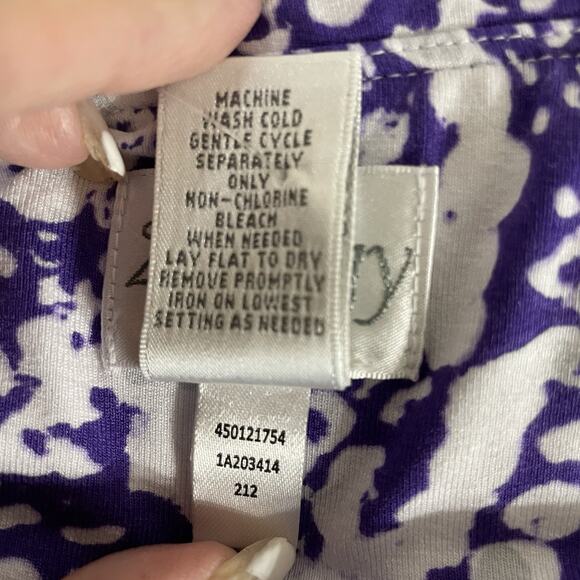 MACHINE
WASH COLD
GENTLE CYCLE
SEPARATELY
ONLY
NON-CHLORINE
BLEACH
WHEN NEEDED
LAY FLAT TO DRY
REMOVE PROMPTLY
IRON ON LOWEST
SETTING AS NEEDED
450121754
1A203414
212